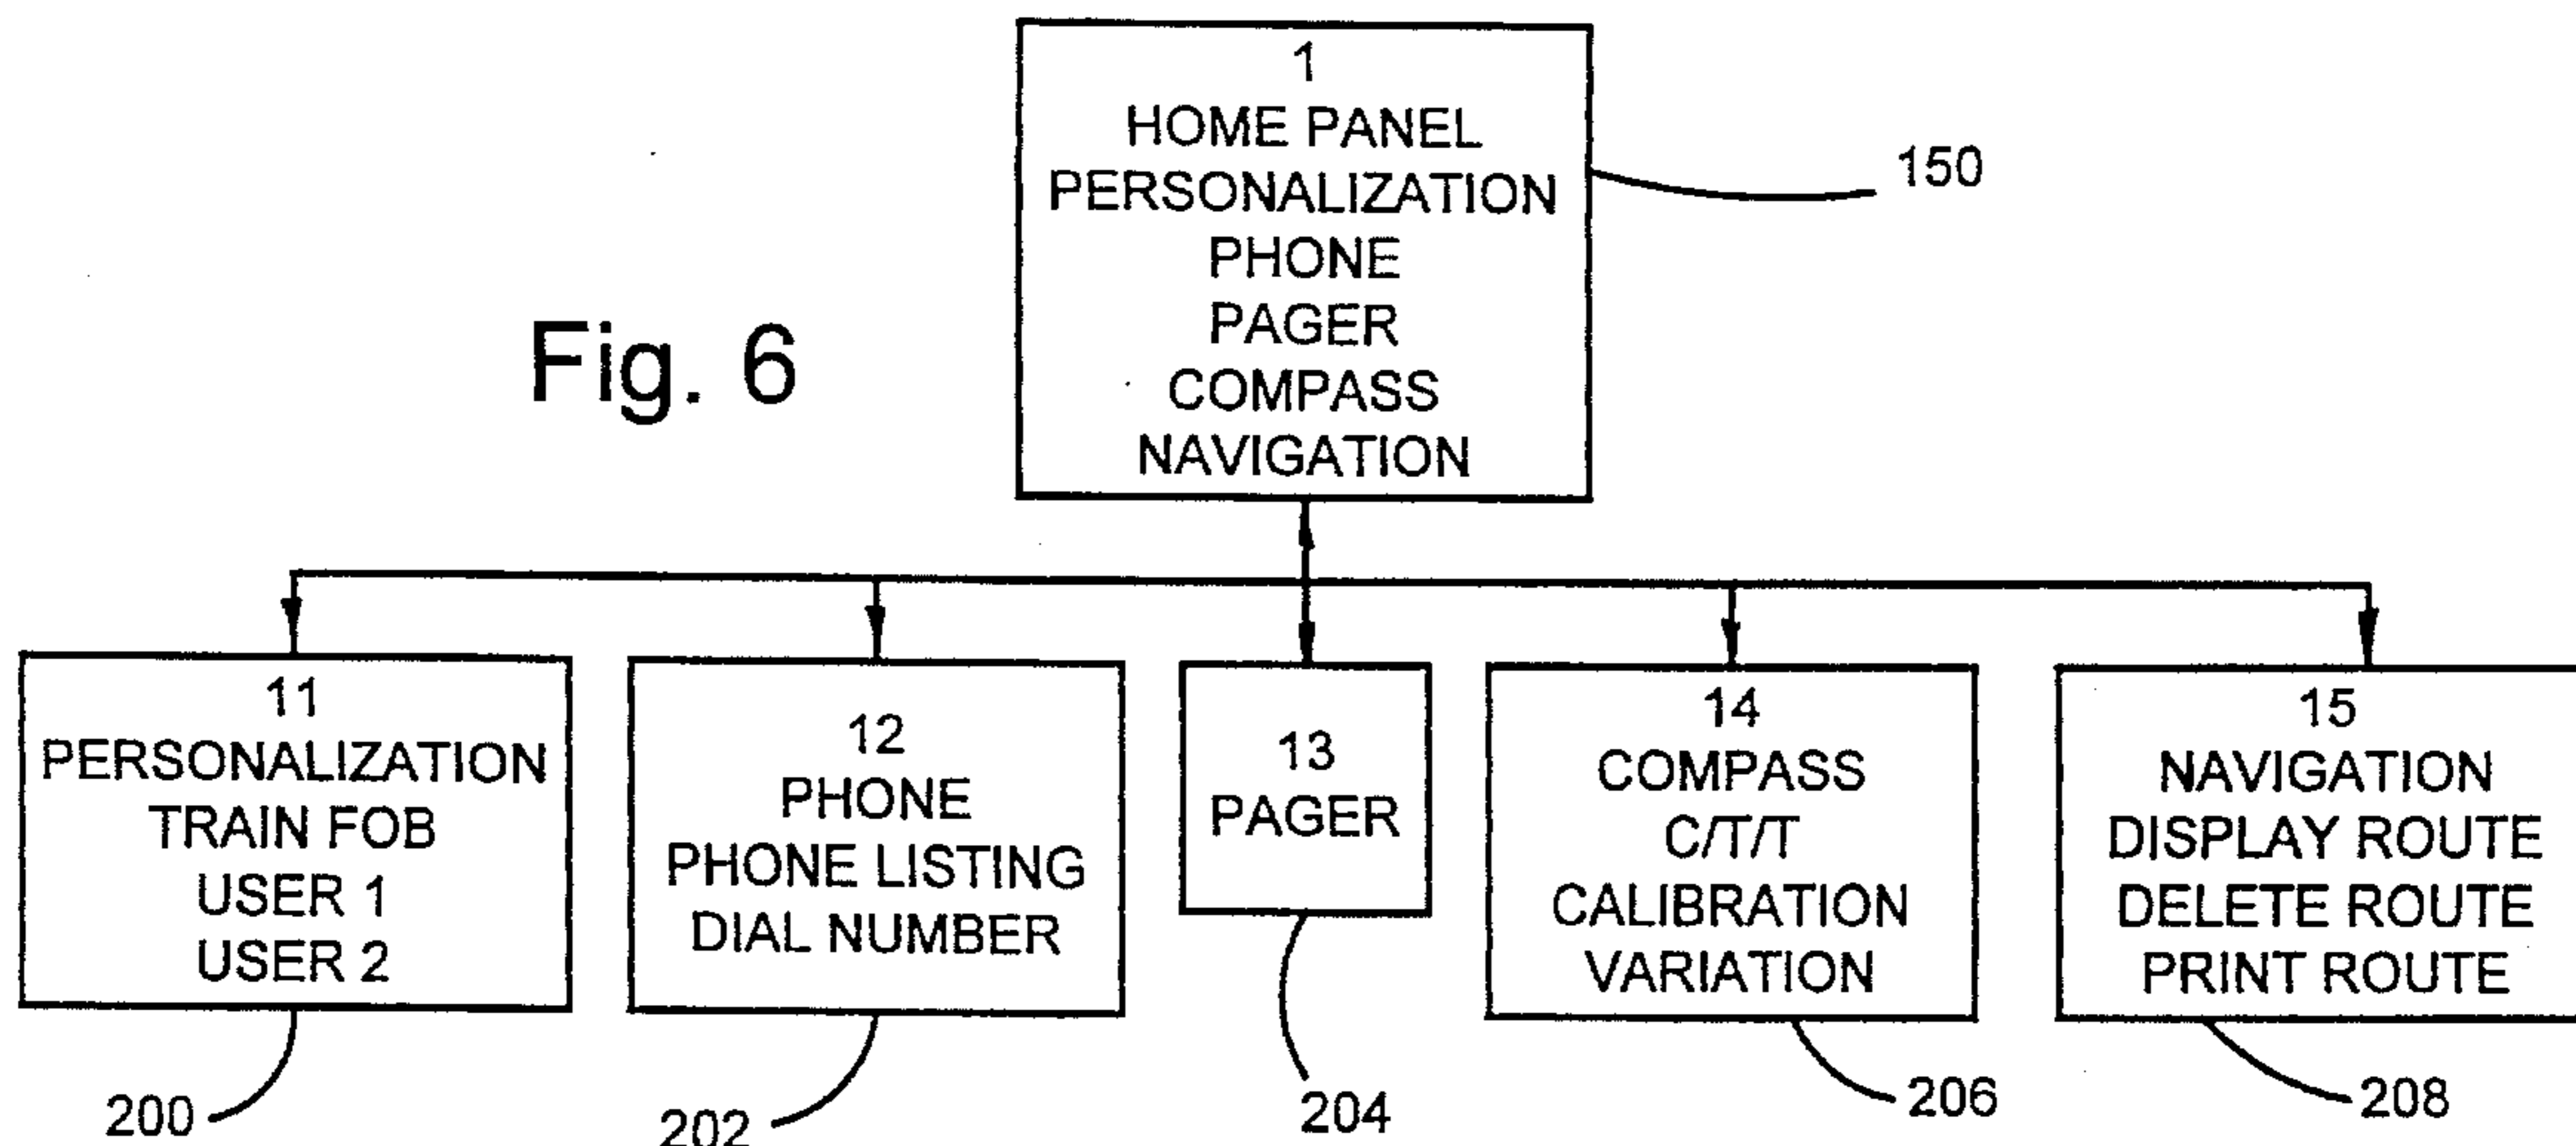 1
HOME PANEL
PERSONALIZATION
PHONE
PAGER
COMPASS
NAVIGATION
150
Fig. 6
11
PERSONALIZATION
TRAIN FOB
USER 1
USER 2
200
12
PHONE
PHONE LISTING
DIAL NUMBER
202
13
PAGER
204
14
COMPASS
C/T/T
CALIBRATION
VARIATION
206
15
NAVIGATION
DISPLAY ROUTE
DELETE ROUTE
PRINT ROUTE
208